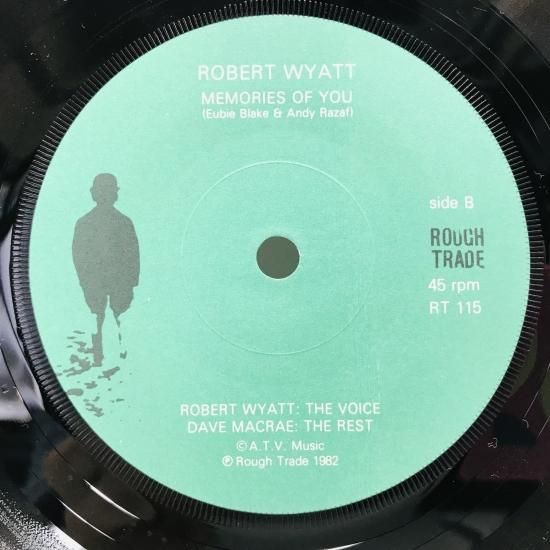 ROBERT WYATT
MEMORIES OF YOU
(Eubie Blake & Andy Razaf)
side B
ROUGH
TRADE
45 rpm
RT 115
ROBERT WYATT: THE VOICE
DAVE MACRAE: THE REST
© A.T.V. Music
℗ Rough Trade 1982